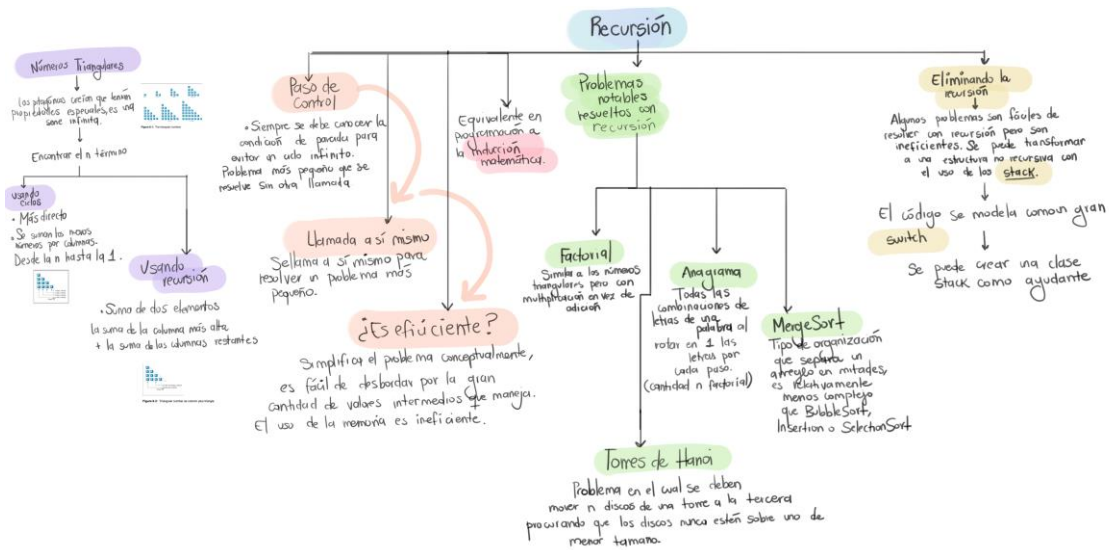 Recursión
Números Triangulares
Los pitagóricos creían que tenían
propiedades especiales, es una
serie infinita.
Encontrar el n término
Usando
ciclos
• Más directo
• Se suman los
números por columnas.
Desde la n hasta la 1.
Usando
recursión
• Suma de dos elementos
la suma de la columna más alta
+ la suma de las columnas restantes
Paso de
Control
• Siempre se debe conocer la
condición de parada para
evitar un ciclo infinito.
Problema más pequeño que se
resuelve sin otra llamada
Llamada a sí mismo
Se llama a sí mismo para
resolver un problema más
pequeño.
¿Es efiúciente?
Simplifica el problema conceptualmente,
es fácil de desbordar por la gran
cantidad de valores intermedios que maneja.
El uso de la memoria es ineficiente.
Equivalente en
programación a
la inducción
matemática.
Problemas
notables
resueltos con
recursión
Factorial
Similar a los números
triangulares pero con
multiplicación en vez de
adición
Anagrama
Todas las
combinaciones de
letras de una
palabra al
rotar en 1 las
letras por
cada paso.
(cantidad n factorial)
MergeSort
Tipo de organización
que separa un
arreglo en mitades,
es relativamente
menos complejo
que BubbleSort,
Insertion o SelectionSort
Torres de Hanoi
Problema en el cual se deben
mover n discos de una torre a la tercera
procurando que los discos nunca estén sobre uno de
menor tamaño.
Eliminando la
recursión
Algunos problemas son fáciles de
resolver con recursión pero son
ineficientes. Se puede transformar
a una estructura no recursiva con
el uso de los stack.
El código se modela como un gran
switch
Se puede crear una clase
stack como ayudante